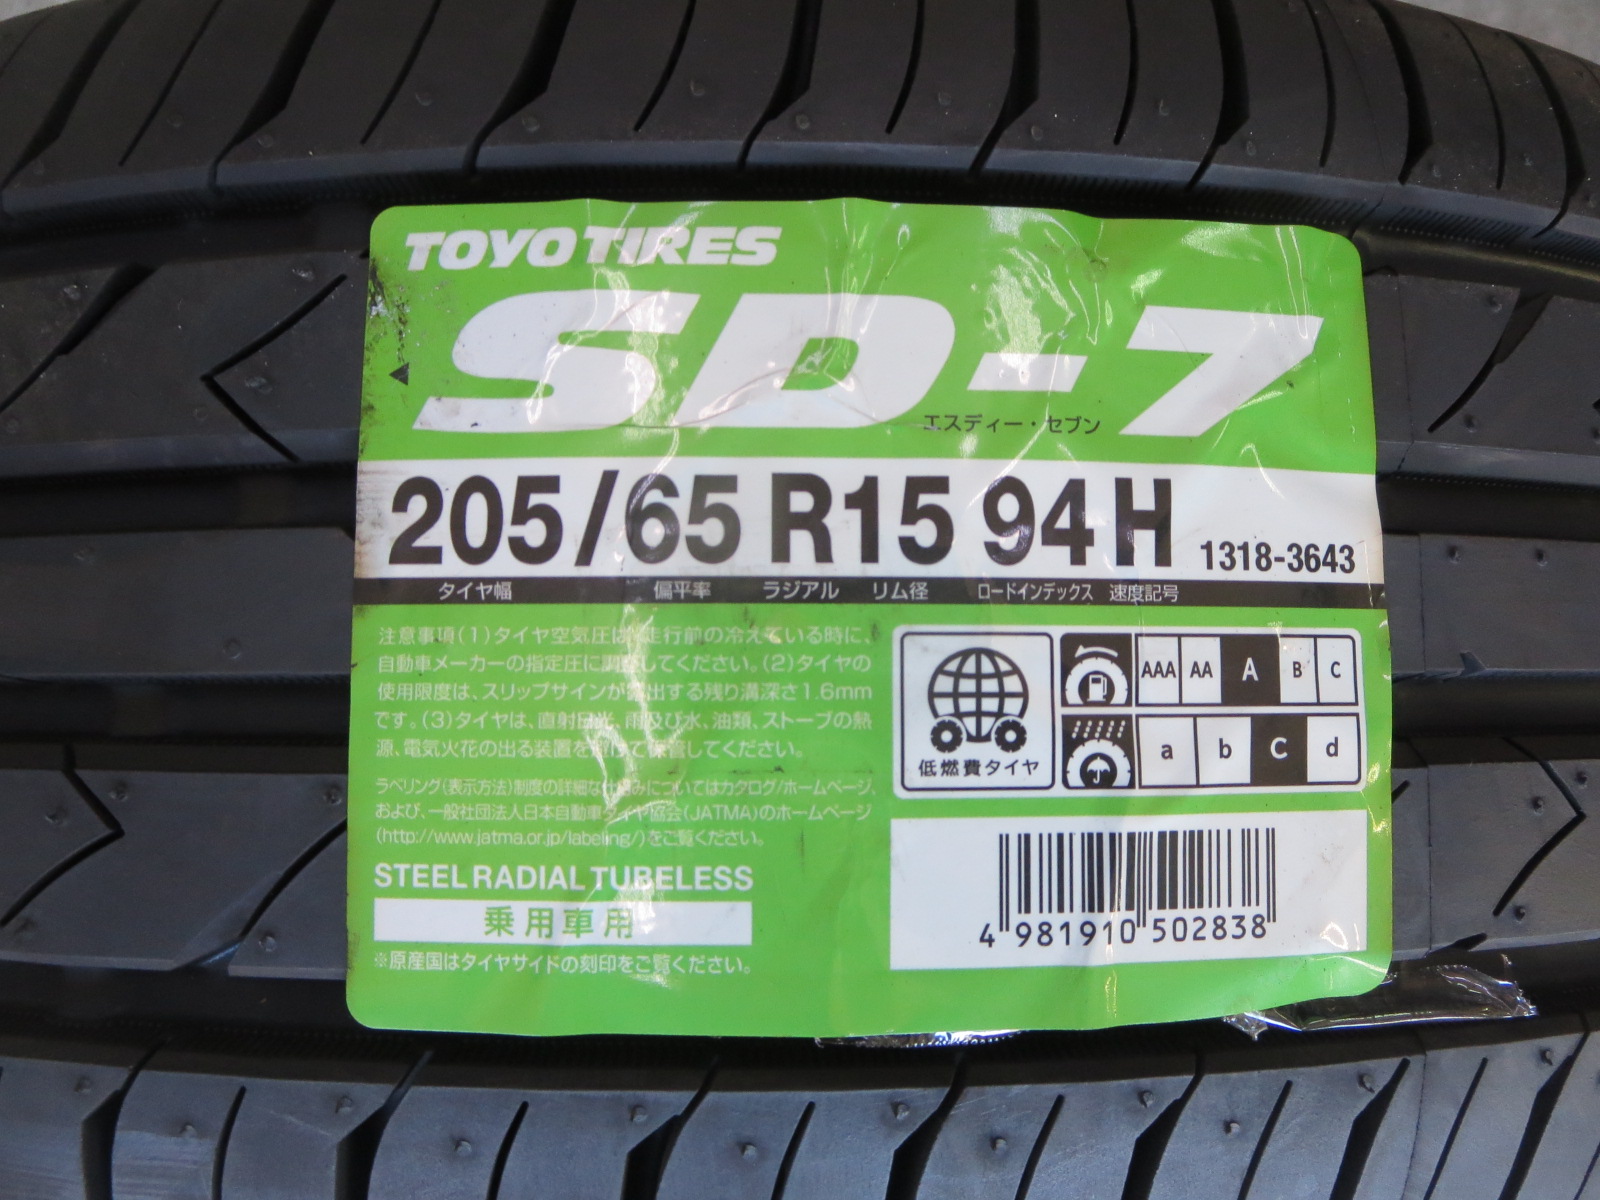 TOYO TIRES
SD-7
エスディー・セブン
205/65 R15 94H 1318-3643
タイヤ幅 偏平率 ラジアル リム径 ロードインデックス 速度記号
注意事項(1)タイヤ空気圧は、走行前の冷えている時に、
自動車メーカーの指定圧に調整してください。(2)タイヤの
使用限度は、スリップサインが露出する残り溝深さ1.6mm
です。(3)タイヤは、直射日光、雨及び水、油類、ストーブの熱
源、電気火花の出る装置を避けて保管してください。
ラベリング(表示方法)制度の詳細な仕組みについてはカタログ/ホームページ、
および、一般社団法人日本自動車タイヤ協会(JATMA)のホームページ
(http://www.jatma.or.jp/labeling/)をご覧ください。
STEEL RADIAL TUBELESS
乗用車用
※原産国はタイヤサイドの刻印をご覧ください。
低燃費タイヤ
AAA AA A B C
a b c d
4 981910 502838